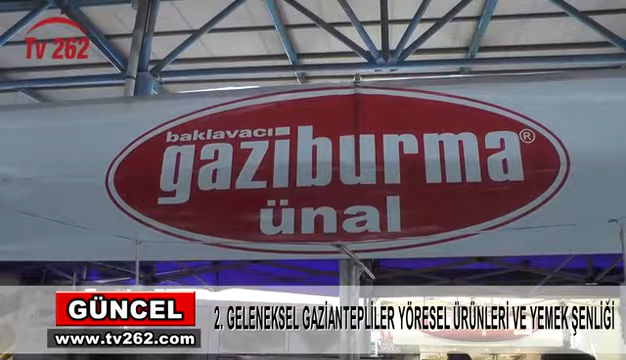 Tv 262
baklavacı
gaziburma®
ünal
GÜNCEL
www.tv262.com
2. GELENEKSEL GAZİANTEPLİLER YÖRESEL ÜRÜNLERİ VE YEMEK ŞENLİĞİ